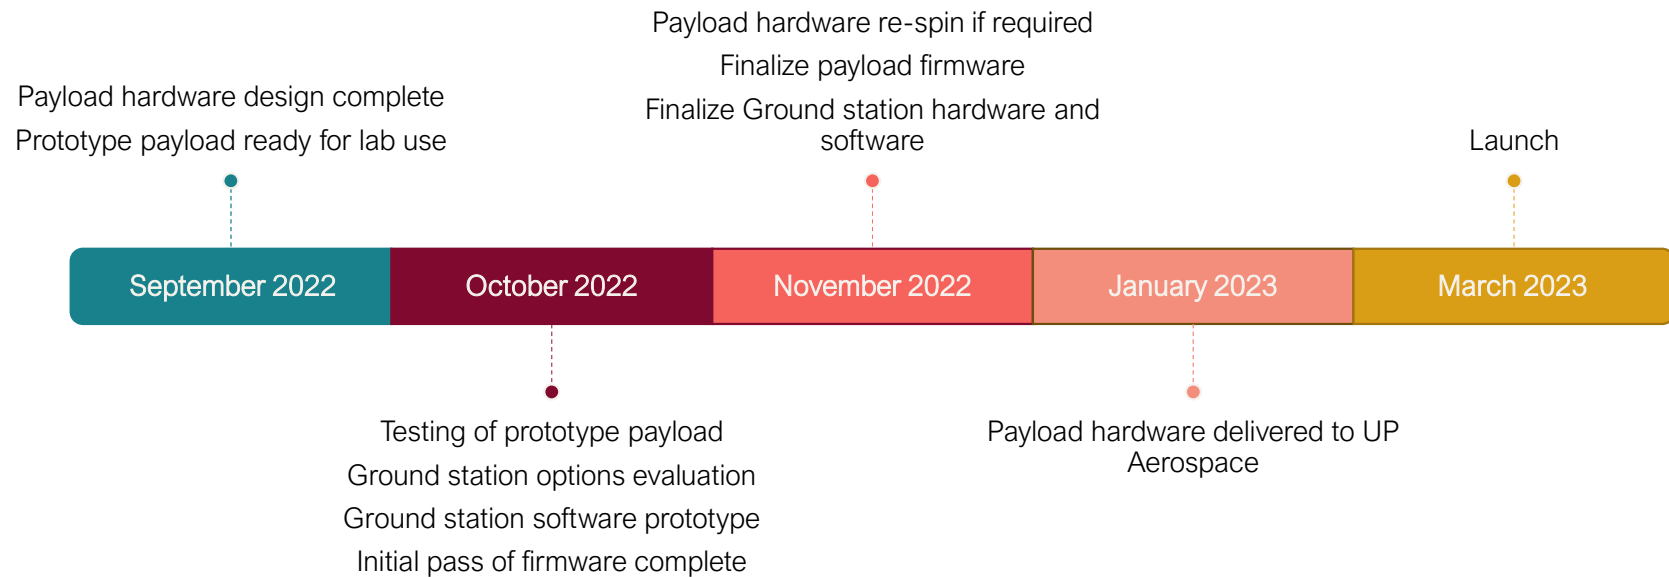 Payload hardware design complete
Prototype payload ready for lab use
Payload hardware re-spin if required
Finalize payload firmware
Finalize Ground station hardware and
software
Launch
September 2022
October 2022
November 2022
January 2023
March 2023
Testing of prototype payload
Ground station options evaluation
Ground station software prototype
Initial pass of firmware complete
Payload hardware delivered to UP
Aerospace